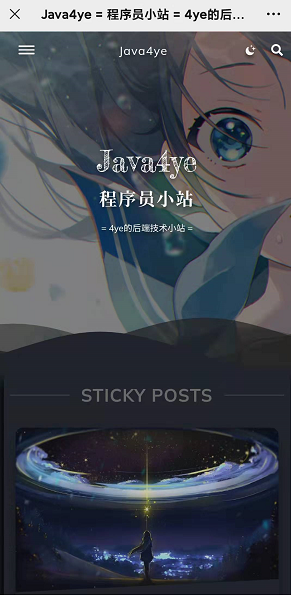 Java4ye = 程序员小站 = 4ye的后…
Java4ye
Java4ye
程序员小站
= 4ye的后端技术小站 =
STICKY POSTS